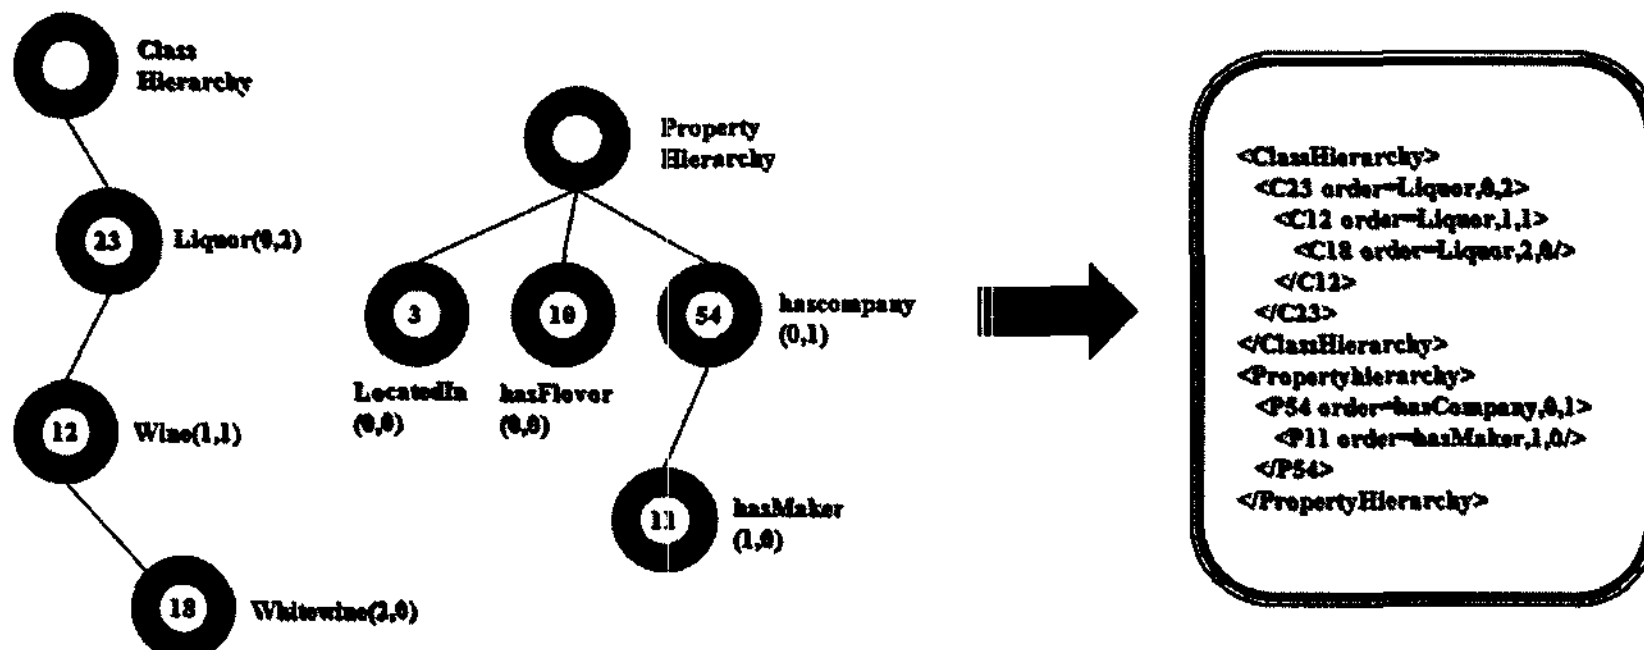 Class
Hierarchy
23
Liquor(0,2)
12
Wine(1,1)
18
Whitewine(2,0)
Property
Hierarchy
3
LocatedIn
(0,0)
10
hasFlevor
(0,0)
54
hascompany
(0,1)
11
hasMaker
(1,0)
<ClassHierarchy>
<C23 order=Liquor,0,2>
<C12 order=Liquor,1,1>
<C18 order=Liquor,2,0/>
</C12>
</C23>
</ClassHierarchy>
<Propertyhierarchy>
<P54 order=hasCompany,0,1>
<P11 order=hasMaker,1,0/>
</P54>
</PropertyHierarchy>